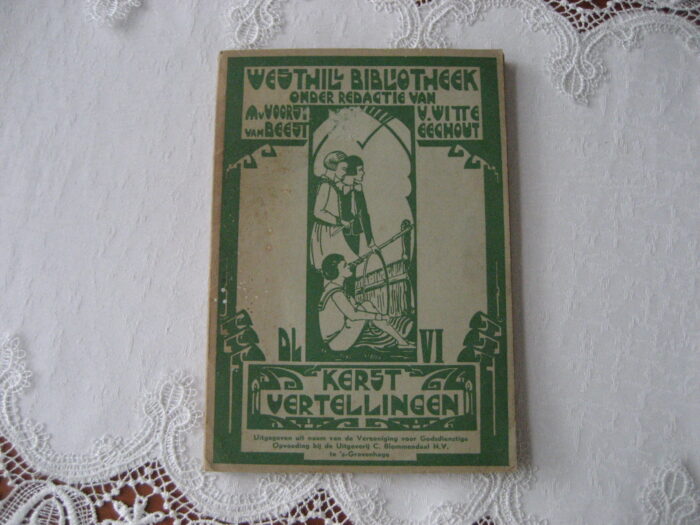 WESTHILL BIBLIOTHEEK
ONDER REDACTIE VAN
M.V. VOORST
VAN BEEST
V. WITTE
EEGHOUT
DL VI
KERST
VERTELLINGEN
Uitgegeven uit naam van de Vereeniging voor Godsdienstige
Opvoeding bij de Uitgeverij C. Blommendaal N.V.
te 's-Gravenhage